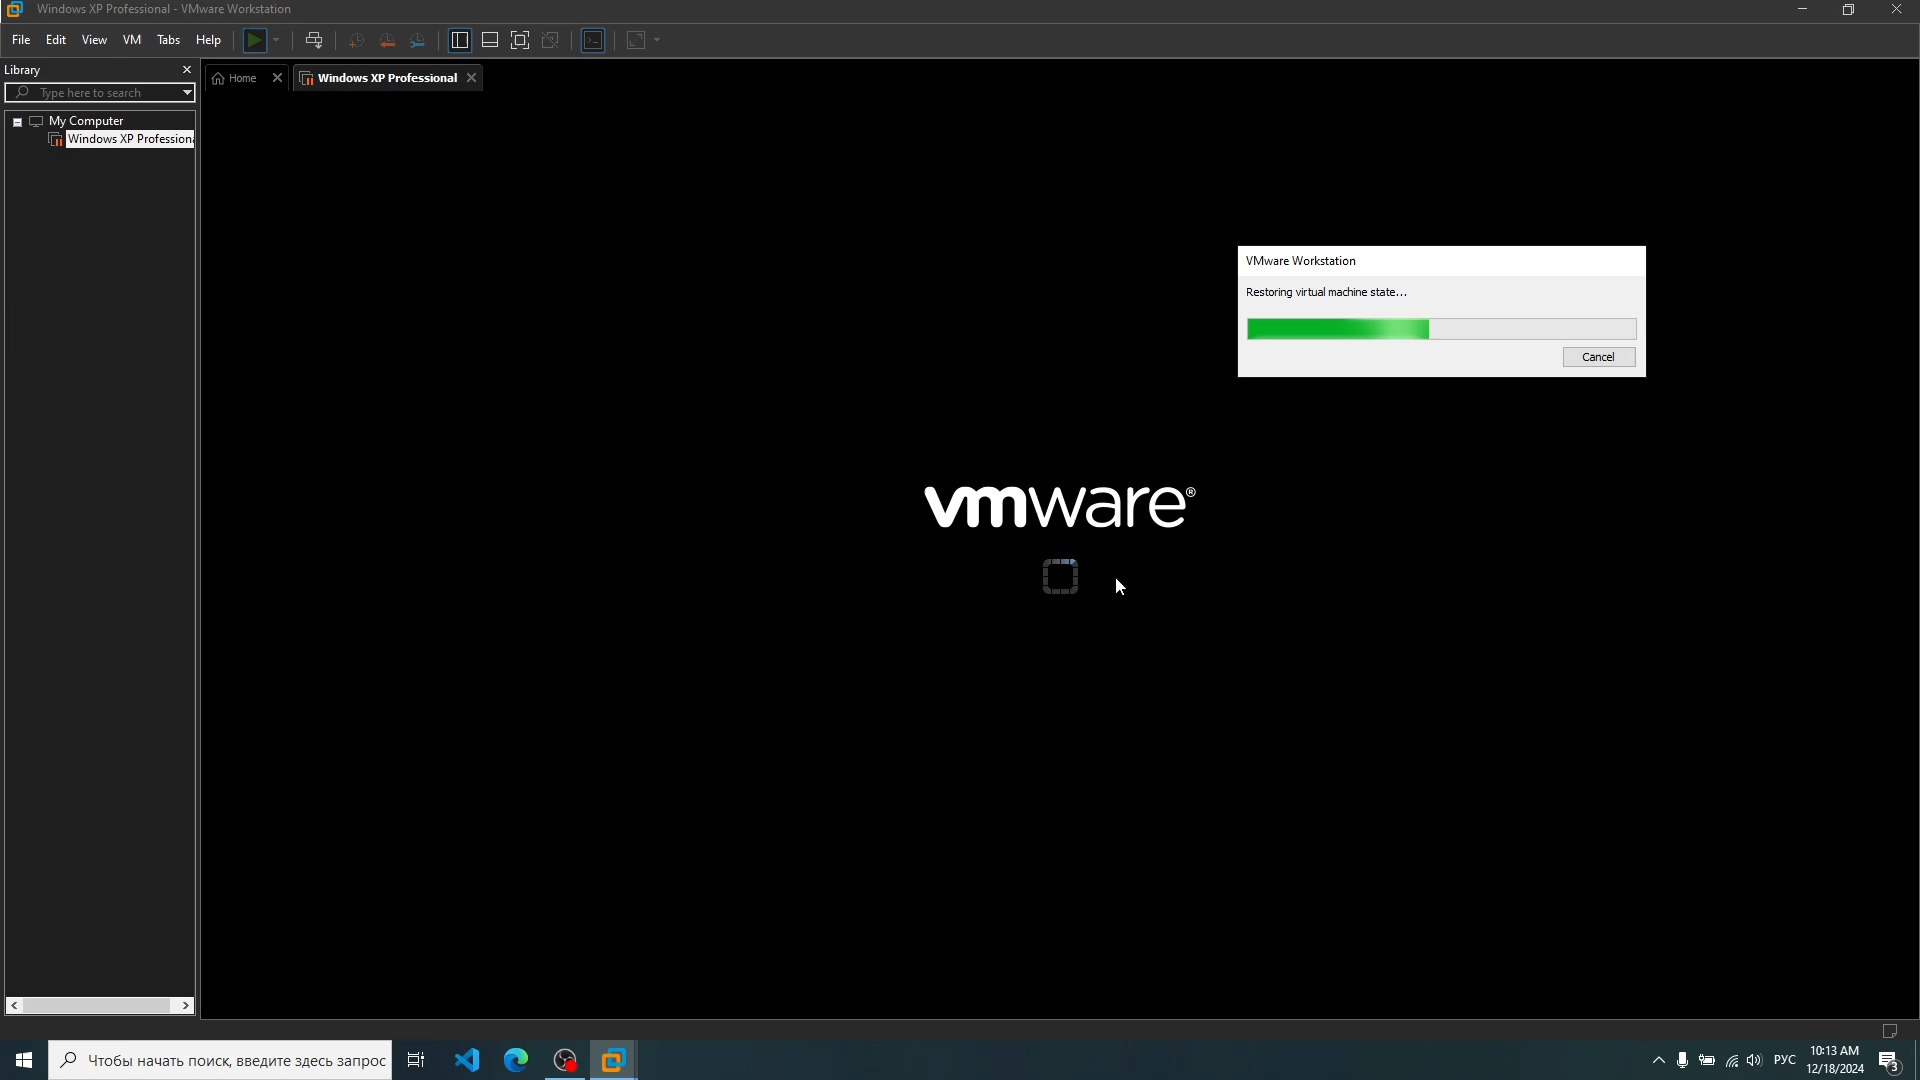 Windows XP Professional - VMware Workstation
File Edit View VM Tabs Help
Library
Home
Windows XP Professional
Type here to search
My Computer
Windows XP Professiona
VMware Workstation
Restoring virtual machine state...
Cancel
vmware®
Чтобы начать поиск, введите здесь запрос
РУС
10:13 AM
12/18/2024
3